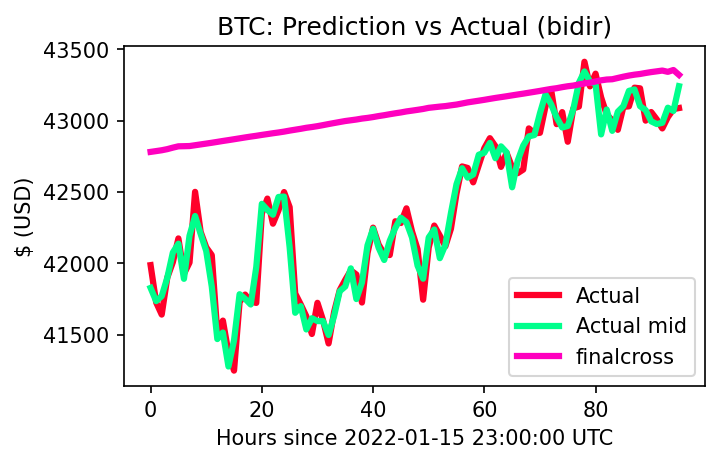 BTC: Prediction vs Actual (bidir)
43500
43000
42500
42000
41500
$ (USD)
Actual
Actual mid
finalcross
0 20 40 60 80
Hours since 2022-01-15 23:00:00 UTC